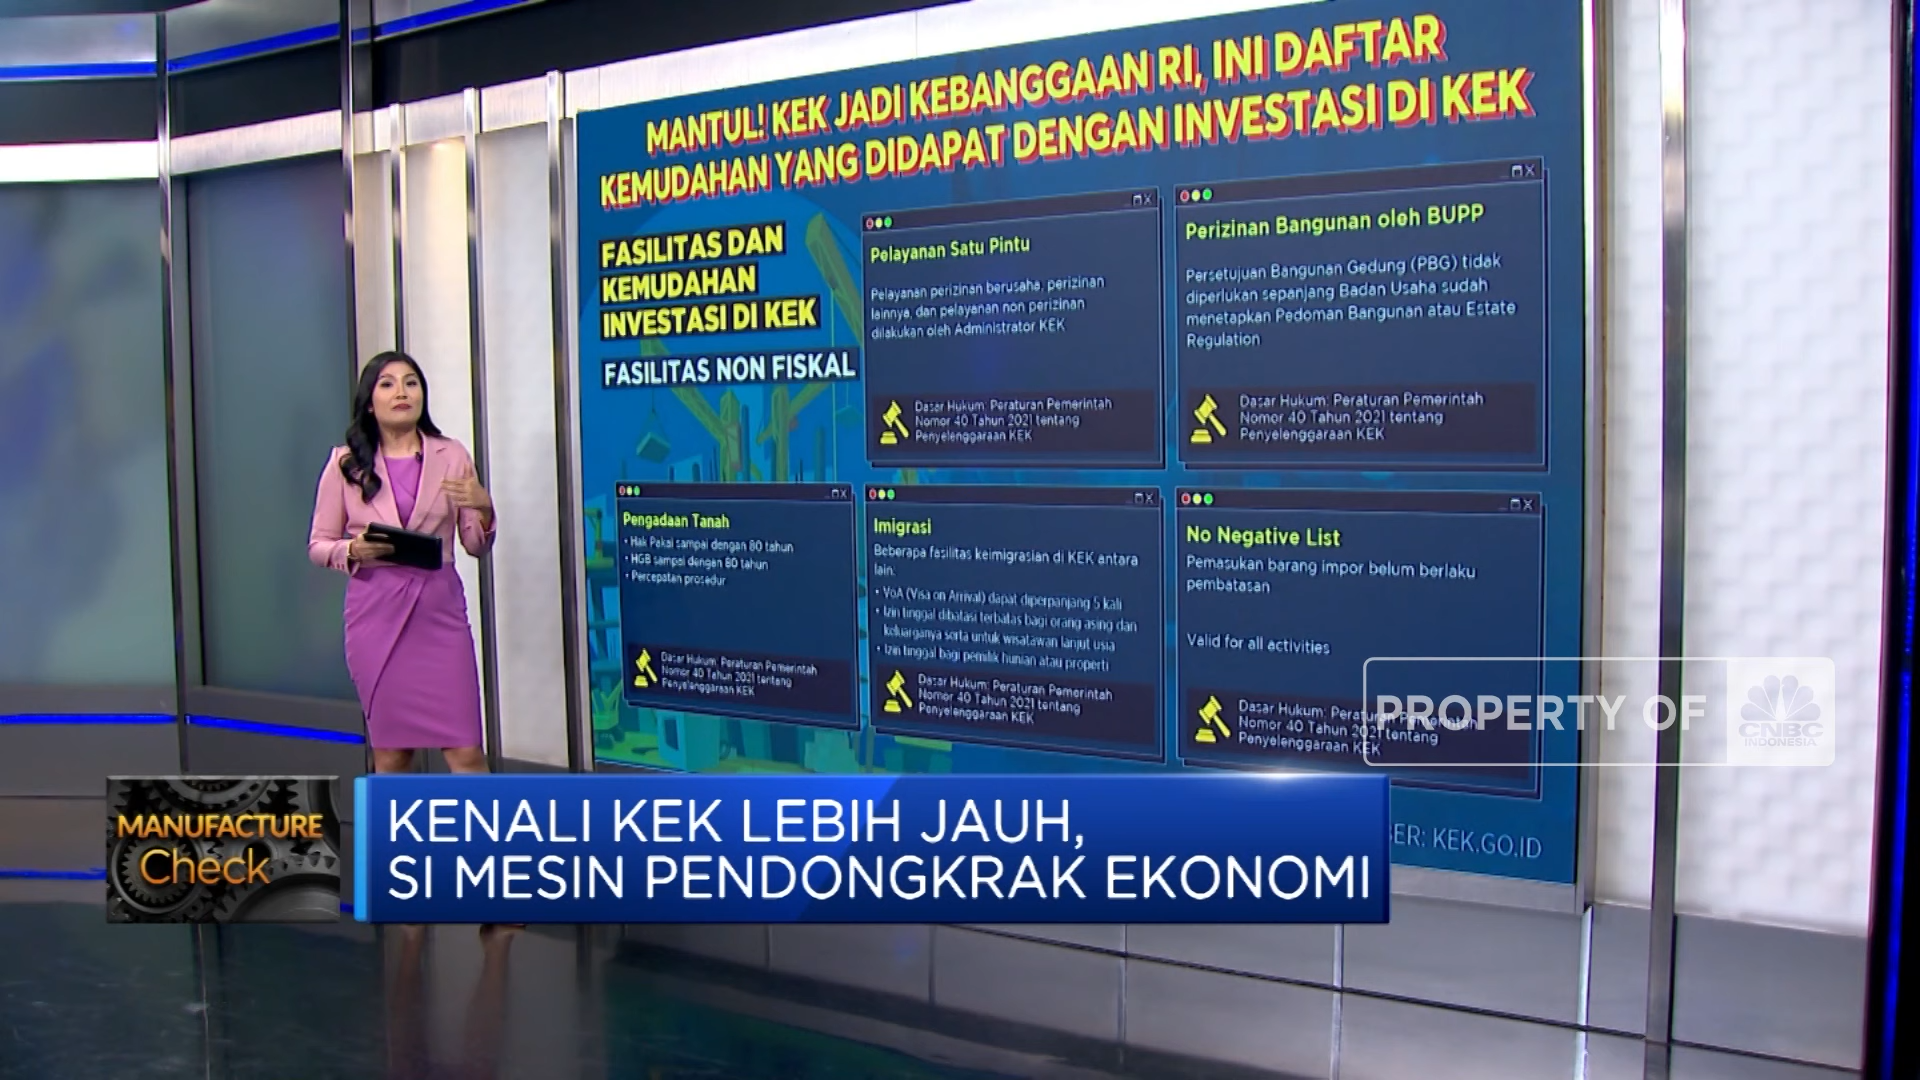 MANTUL! KEK JADI KEBANGGAAN RI, INI DAFTAR
KEMUDAHAN YANG DIDAPAT DENGAN INVESTASI DI KEK
FASILITAS DAN
KEMUDAHAN
INVESTASI DI KEK
FASILITAS NON FISKAL
Pelayanan Satu Pintu
Pelayanan perizinan berusaha, perizinan
lainnya, dan pelayanan non perizinan
dilakukan oleh Administrator KEK
Dasar Hukum: Peraturan Pemerintah
Nomor 40 Tahun 2021 tentang
Penyelenggaraan KEK
Perizinan Bangunan oleh BUPP
Persetujuan Bangunan Gedung (PBG) tidak
diperlukan sepanjang Badan Usaha sudah
menetapkan Pedoman Bangunan atau Estate
Regulation
Dasar Hukum: Peraturan Pemerintah
Nomor 40 Tahun 2021 tentang
Penyelenggaraan KEK
Pengadaan Tanah
• Hak Pakai sampai dengan 80 tahun
• HGB sampai dengan 80 tahun
• Percepatan prosedur
Dasar Hukum: Peraturan Pemerintah
Nomor 40 Tahun 2021 tentang
Penyelenggaraan KEK
Imigrasi
Beberapa fasilitas keimigrasian di KEK antara
lain:
• VoA (Visa on Arrival) dapat diperpanjang 5 kali
• Izin tinggal dibatasi terbatas bagi orang asing dan
keluarganya serta untuk wisatawan lanjut usia
• Izin tinggal bagi pemilik hunian atau properti
Dasar Hukum: Peraturan Pemerintah
Nomor 40 Tahun 2021 tentang
Penyelenggaraan KEK
No Negative List
Pemasukan barang impor belum berlaku
pembatasan
Valid for all activities
Dasar Hukum: Peraturan Pemerintah
Nomor 40 Tahun 2021 tentang
Penyelenggaraan KEK
PROPERTY OF
CNBC
INDONESIA
BER: KEK.GO.ID
MANUFACTURE
Check
KENALI KEK LEBIH JAUH,
SI MESIN PENDONGKRAK EKONOMI